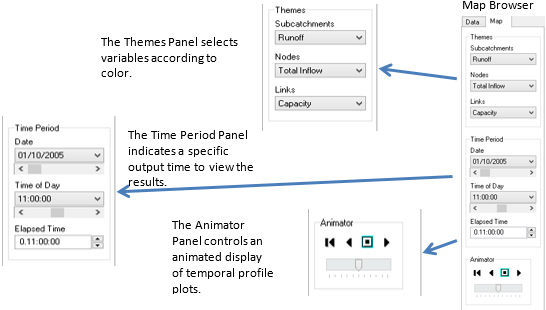 Map Browser
Data
Map
Themes
Subcatchments
Runoff
Nodes
Total Inflow
Links
Capacity
The Themes Panel selects
variables according to
color.
Themes
Subcatchments
Runoff
Nodes
Total Inflow
Links
Capacity
Time Period
Date
01/10/2005
Time of Day
11:00:00
Elapsed Time
0.11:00:00
The Time Period Panel
indicates a specific
output time to view the
results.
Time Period
Date
01/10/2005
Time of Day
11:00:00
Elapsed Time
0.11:00:00
The Animator
Panel controls an
animated display
of temporal profile
plots.
Animator
Animator